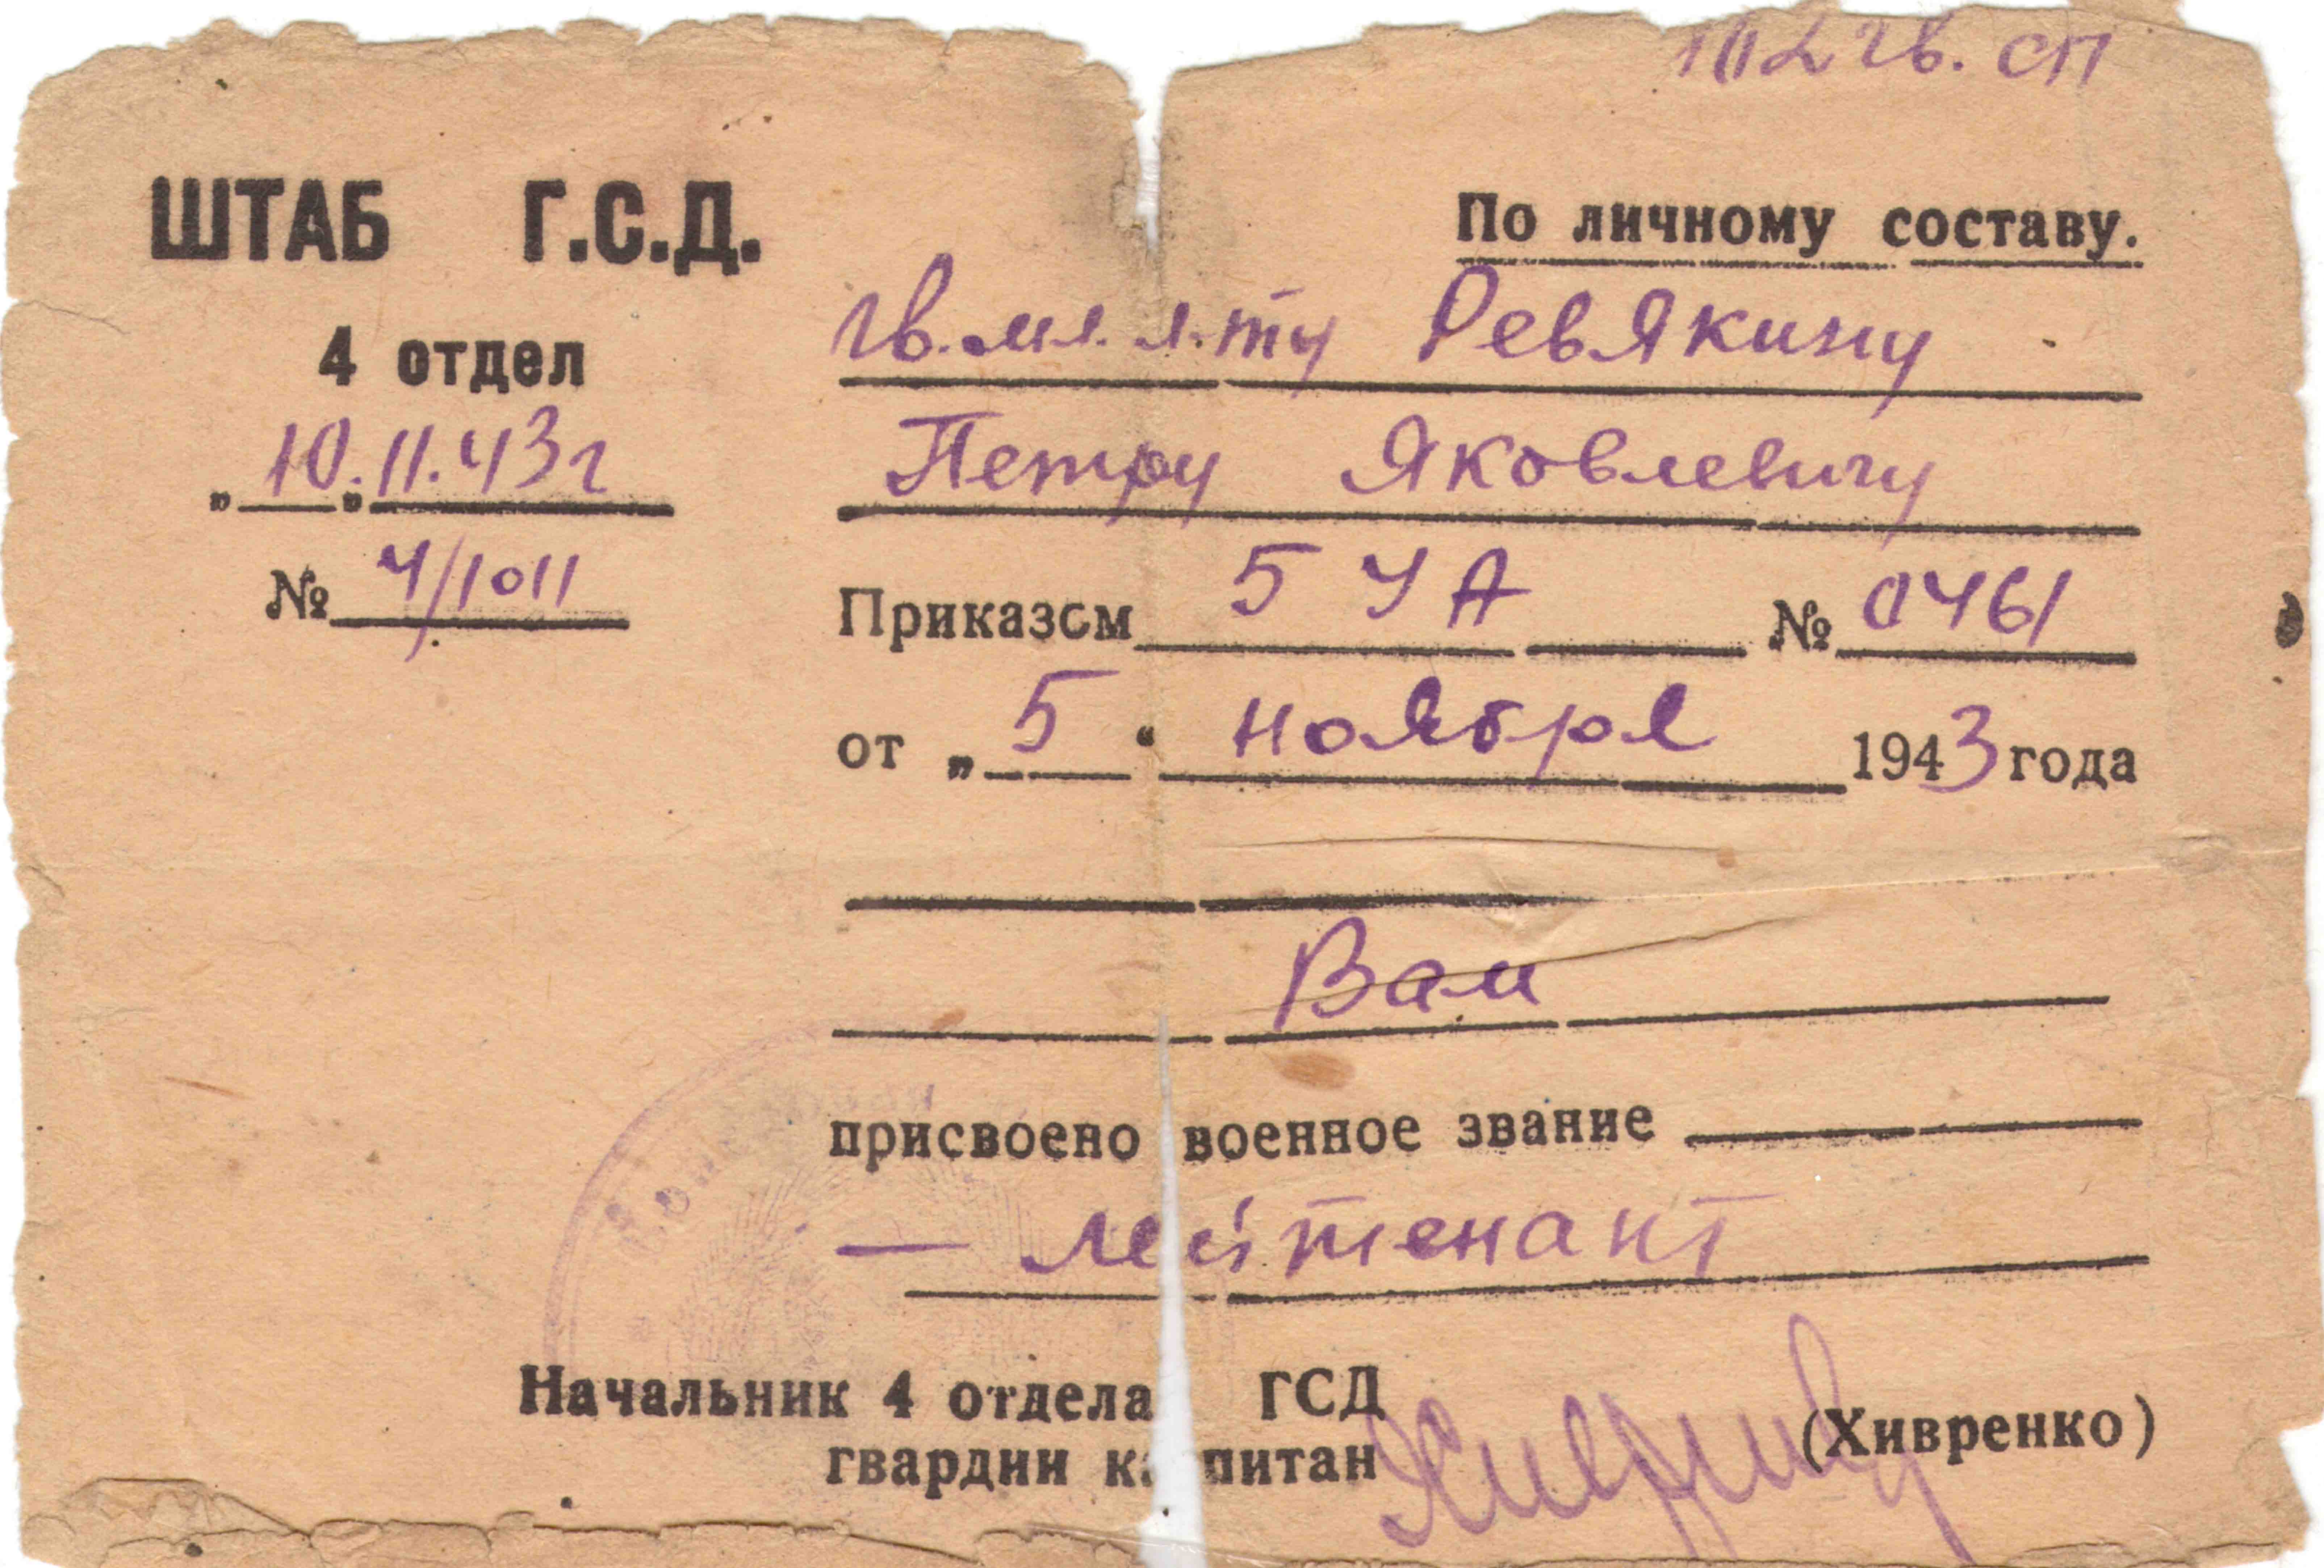 112 гв. сп
ШТАБ Г.С.Д.
По личному составу.
4 отдел
гв. мл. л-ту Ревякину
„10„ 11.43г
Петру Яковлевичу
№ 4/1011
Приказом 5 УА № 0461
от „5“ ноября 1943 года
Вам
присвоено военное звание
— лейтенант
Начальник 4 отдела ГСД
гвардии капитан (Хивренко)